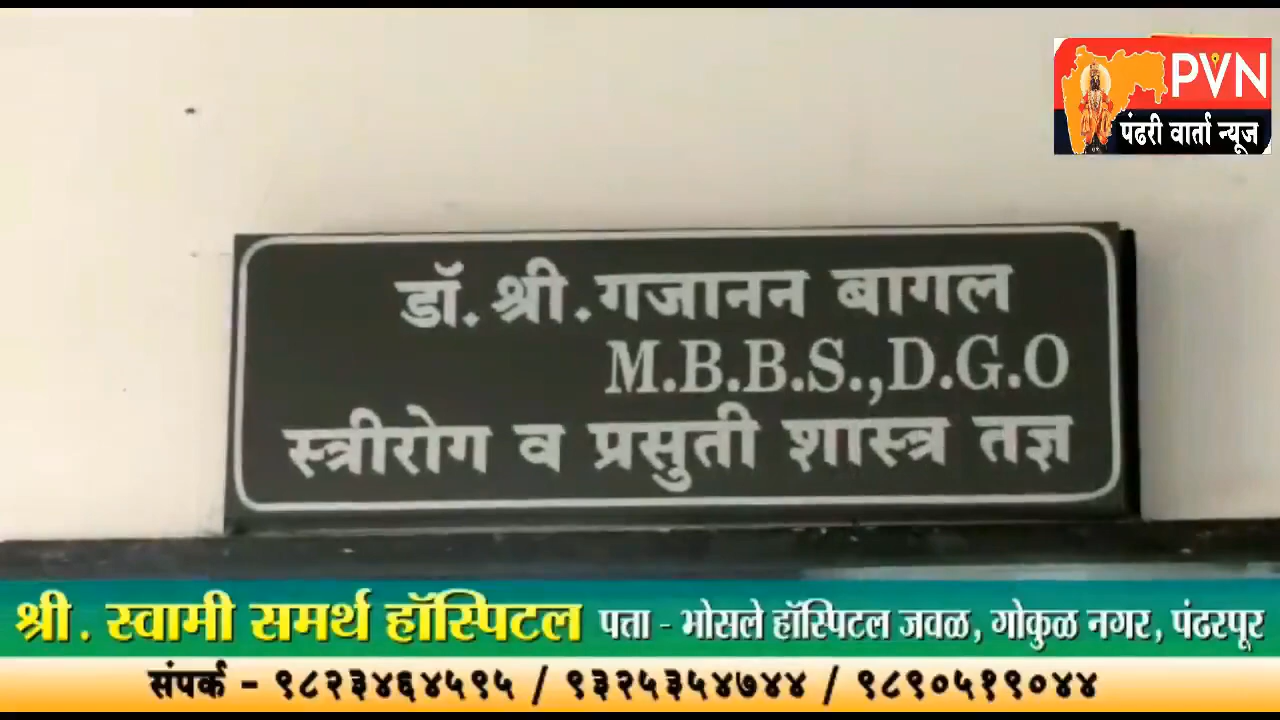 PVN
पंढरी वार्ता न्यूज
डॉ. श्री. गजानन बागल
M.B.B.S.,D.G.O
स्त्रीरोग व प्रसुती शास्त्र तज्ञ
श्री. स्वामी समर्थ हॉस्पिटल पत्ता - भोसले हॉस्पिटल जवळ, गोकुळ नगर, पंढरपूर
संपर्क - ९८२३४६४५९५ / ९३२५३५४७४४ / ९८९०५१९०४४